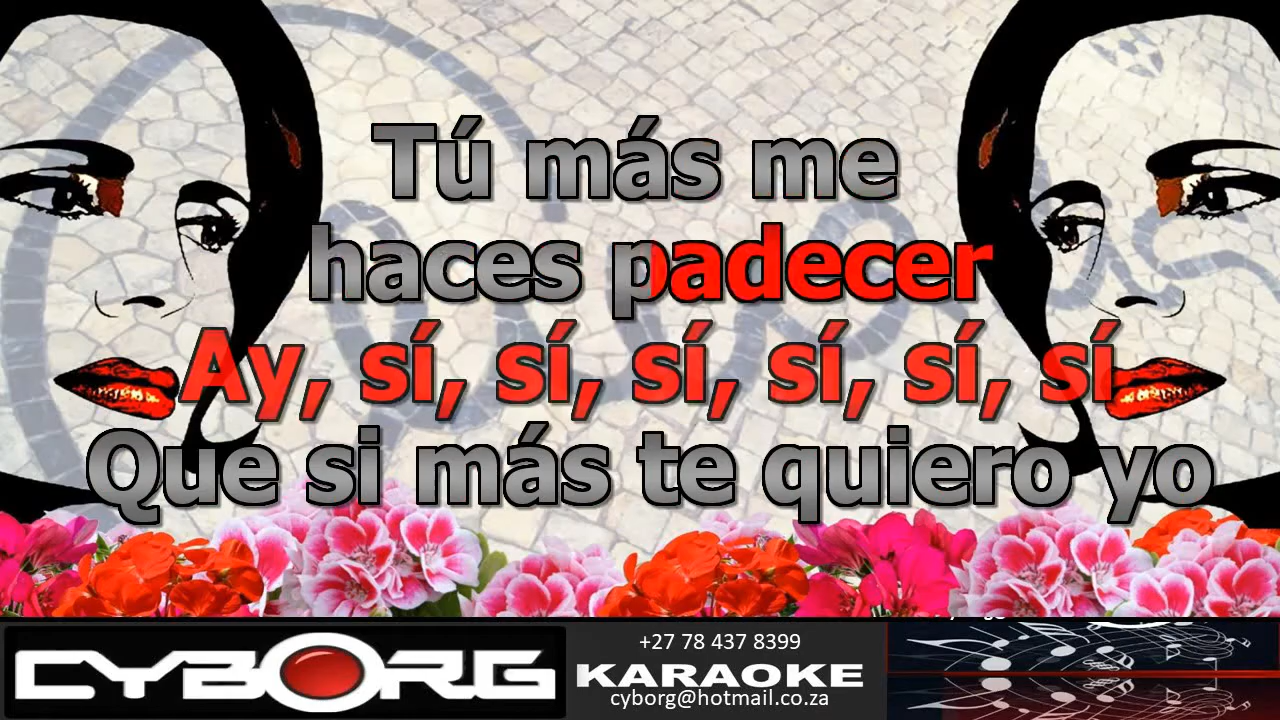 Tú más me
haces padecer
Ay, sí, sí, sí, sí, sí, sí
Que si más te quiero yo
CYBORG
+27 78 437 8399
KARAOKE
cyborg@hotmail.co.za